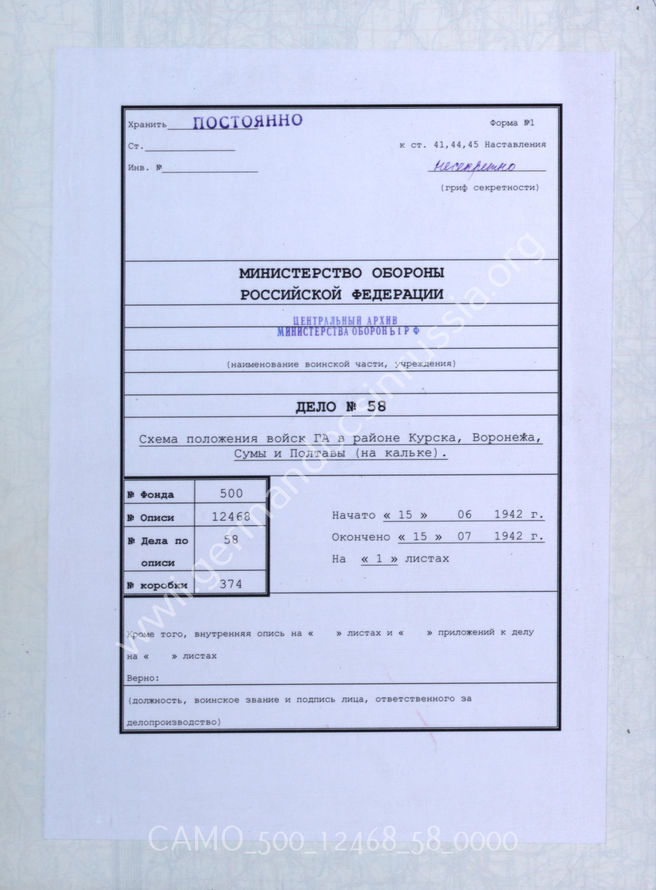 Хранить ПОСТОЯННО Форма №1
Ст. к ст. 41,44,45 Наставления
Инв. № несекретно
(гриф секретности)
МИНИСТЕРСТВО ОБОРОНЫ
РОССИЙСКОЙ ФЕДЕРАЦИИ
ЦЕНТРАЛЬНЫЙ АРХИВ
МИНИСТЕРСТВА ОБОРОНЫ Р Ф
(наименование воинской части, учреждения)
ДЕЛО № 58
Схема положения войск ГА в районе Курска, Воронежа,
Сумы и Полтавы (на кальке).
№ Фонда 500
№ Описи 12468
№ Дела по 58
описи
№ коробки 374
Начато « 15 » 06 1942 г.
Окончено « 15 » 07 1942 г.
На « 1 » листах
Кроме того, внутренняя опись на « » листах и « » приложений к делу
на « » листах
Верно:
(должность, воинское звание и подпись лица, ответственного за
делопроизводство)
www.germandocsinrussia.org
CAMO_500_12468_58_0000